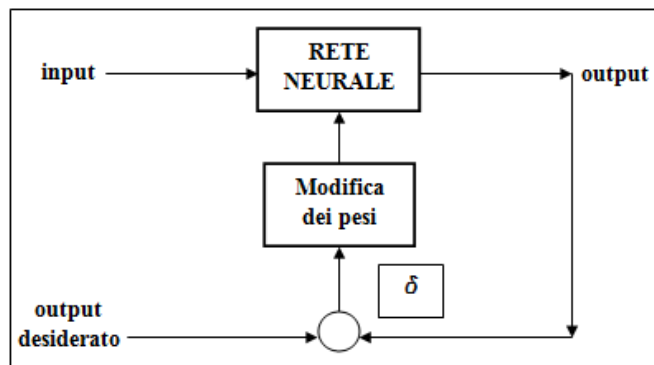 RETE
NEURALE
input
output
Modifica
dei pesi
δ
output
desiderato